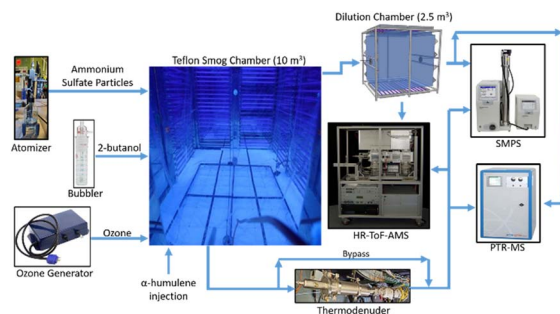 Dilution Chamber (2.5 m³)
Teflon Smog Chamber (10 m³)
Ammonium
Sulfate Particles
Atomizer
2-butanol
Bubbler
Ozone
Ozone Generator
α-humulene
injection
SMPS
HR-ToF-AMS
PTR-MS
Bypass
Thermodenuder